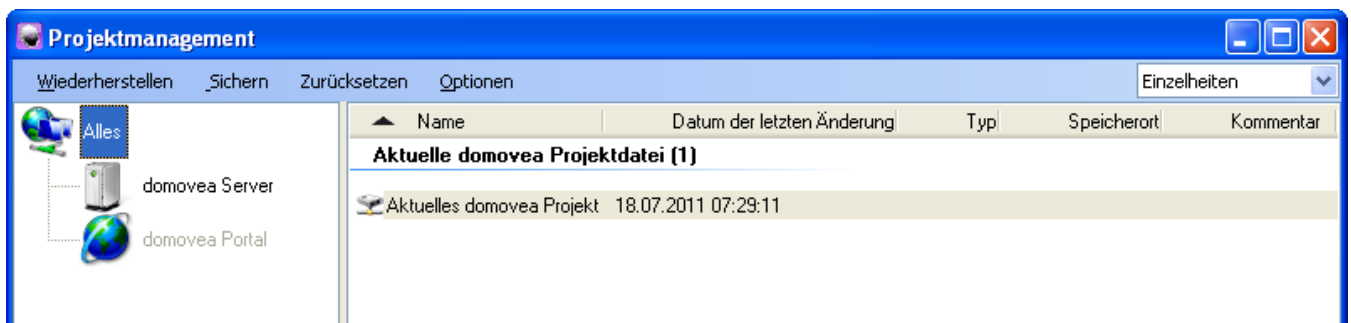 Projektmanagement
Wiederherstellen Sichern Zurücksetzen Optionen Einzelheiten
Alles
domovea Server
domovea Portal
Name Datum der letzten Änderung Typ Speicherort Kommentar
Aktuelle domovea Projektdatei (1)
Aktuelles domovea Projekt 18.07.2011 07:29:11